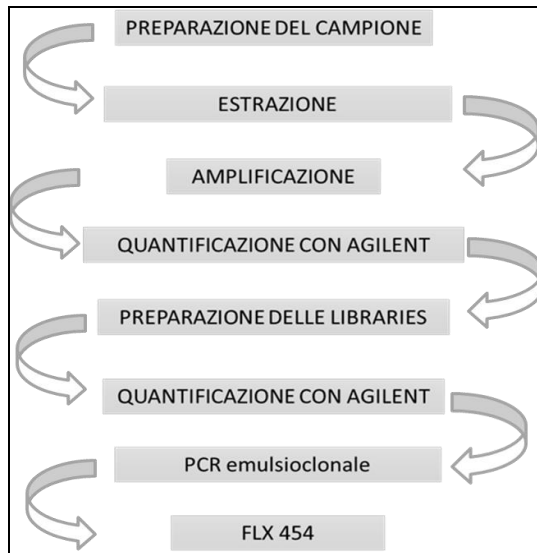 PREPARAZIONE DEL CAMPIONE
ESTRAZIONE
AMPLIFICAZIONE
QUANTIFICAZIONE CON AGILENT
PREPARAZIONE DELLE LIBRARIES
QUANTIFICAZIONE CON AGILENT
PCR emulsioclonale
FLX 454